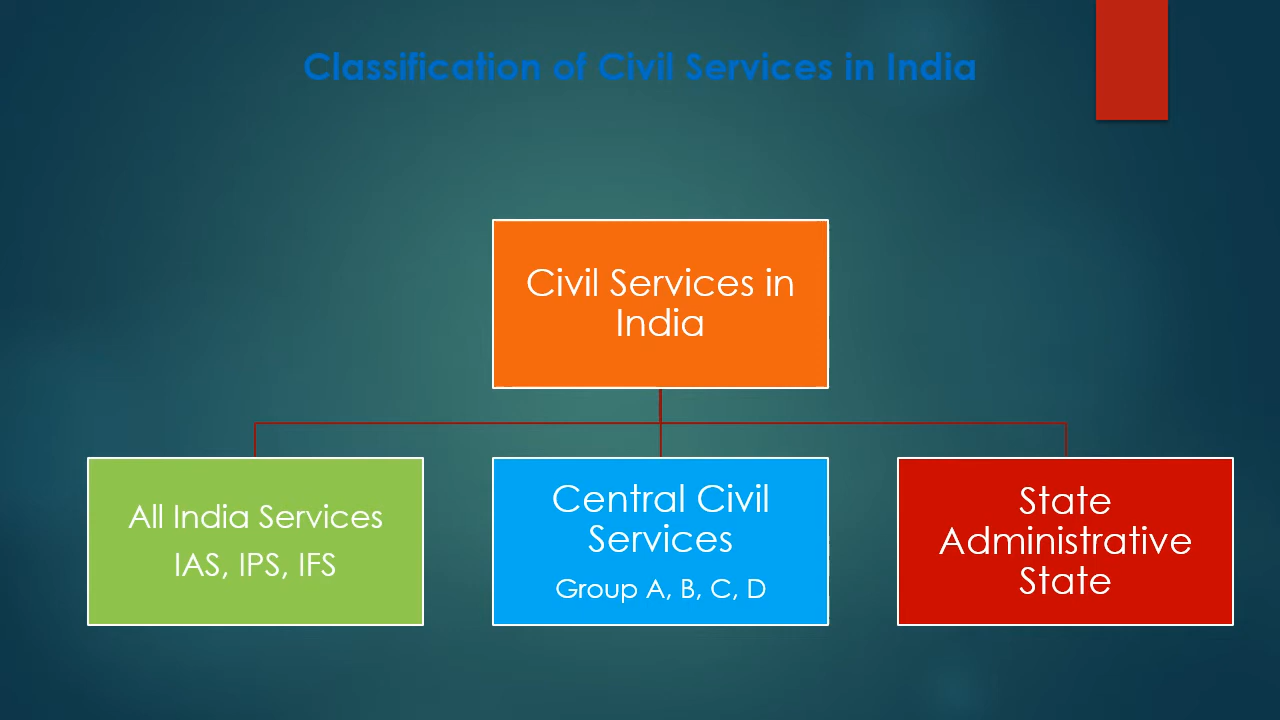 Classification of Civil Services in India
Civil Services in
India
All India Services
IAS, IPS, IFS
Central Civil
Services
Group A, B, C, D
State
Administrative
State